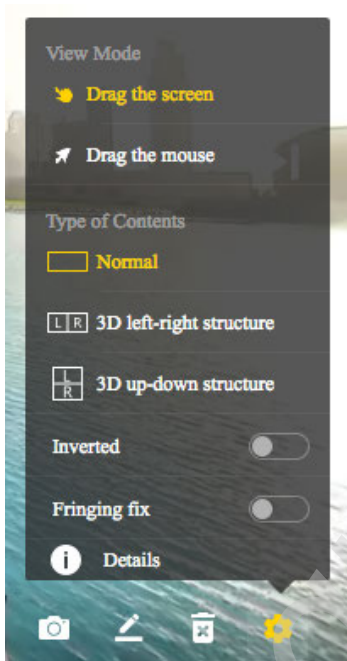 View Mode
Drag the screen
Drag the mouse
Type of Contents
Normal
L R 3D left-right structure
L R 3D up-down structure
Inverted
Fringing fix
i Details